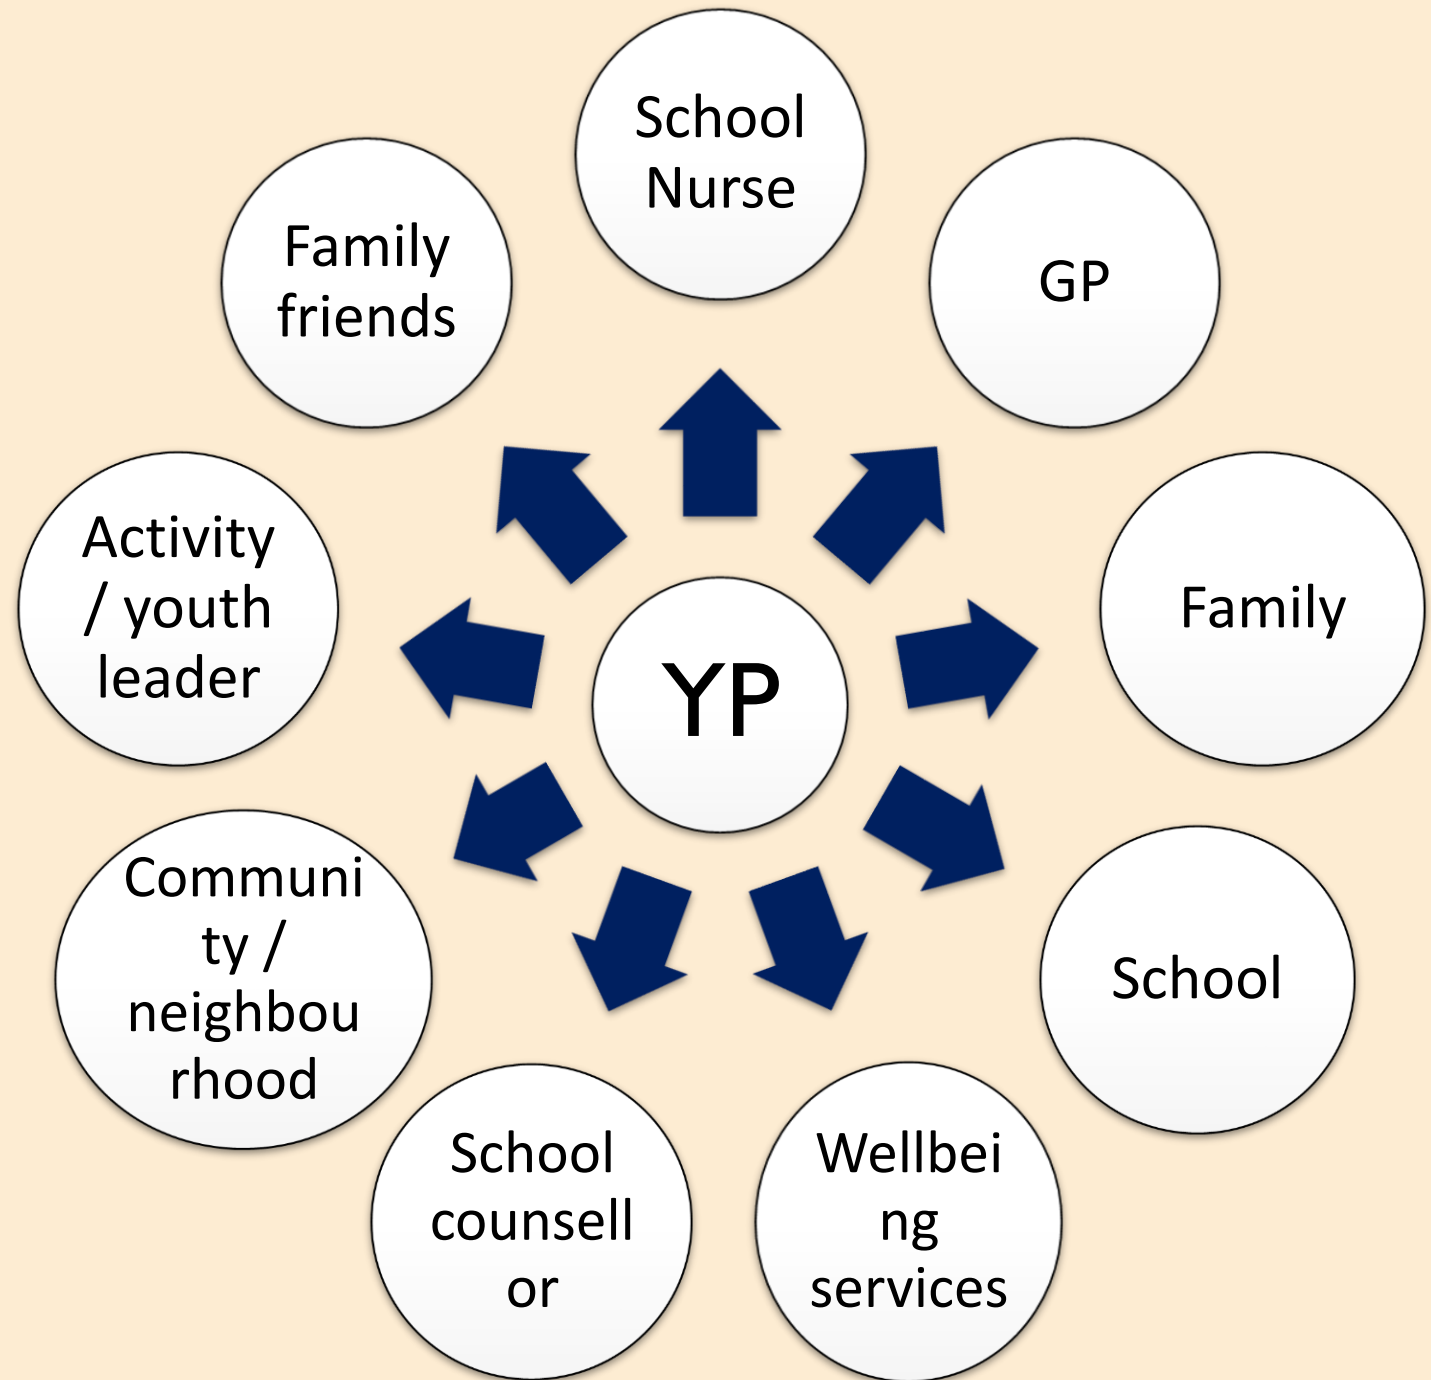 School
Nurse
GP
Family
School
Wellbei
ng
services
School
counsell
or
Communi
ty /
neighbou
rhood
Activity
/ youth
leader
Family
friends
YP